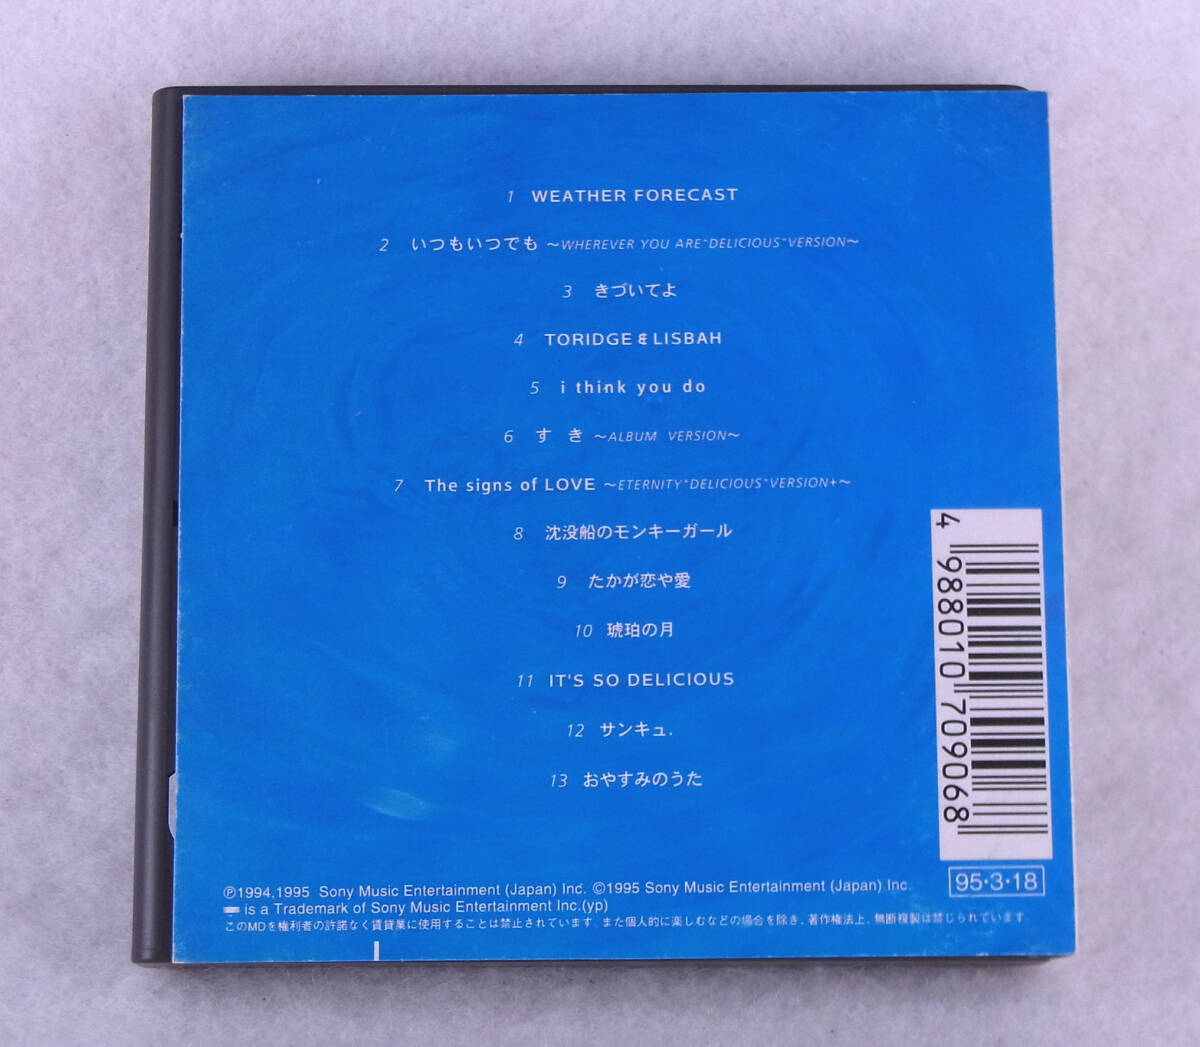 1 WEATHER FORECAST
2 いつもいつでも ～WHEREVER YOU ARE"DELICIOUS"VERSION～
3 きづいてよ
4 TORIDGE & LISBAH
5 i think you do
6 すき ～ALBUM VERSION～
7 The signs of LOVE ～ETERNITY"DELICIOUS"VERSION+～
8 沈没船のモンキーガール
9 たかが恋や愛
10 琥珀の月
11 IT'S SO DELICIOUS
12 サンキュ.
13 おやすみのうた
4 988010 709068
95・3・18
℗1994,1995 Sony Music Entertainment (Japan) Inc. ©1995 Sony Music Entertainment (Japan) Inc.
is a Trademark of Sony Music Entertainment Inc.(yp)
このMDを権利者の許諾なく賃貸業に使用することは禁止されています。また個人的に楽しむなどの場合を除き、著作権法上、無断複製は禁じられています。